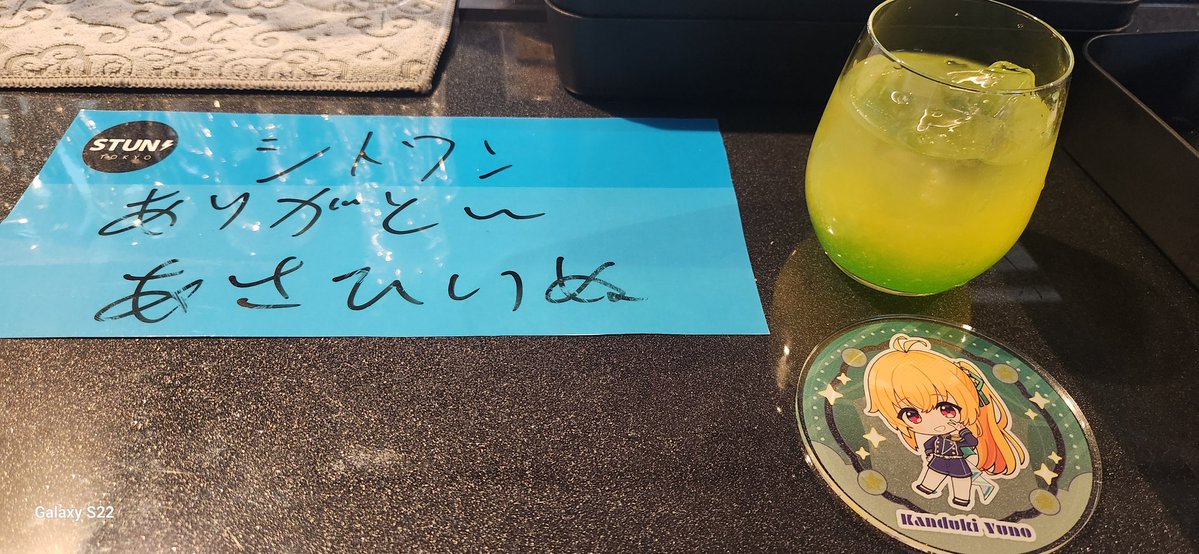 STUN
TOKYO
シトワン
ありがと〜
あさひいぬ
Kanduki Yuno
Galaxy S22